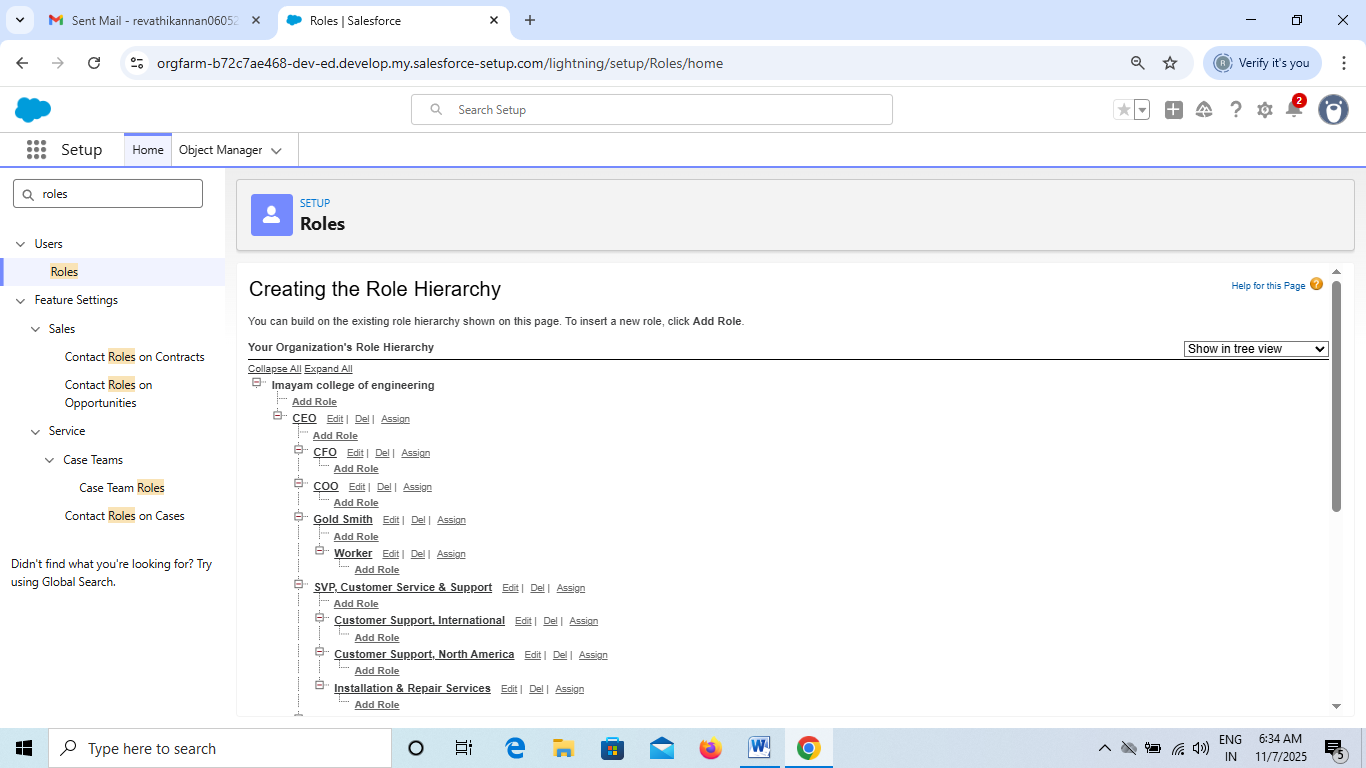 Sent Mail - revathikannan06052
Roles | Salesforce
orgfarm-b72c7ae468-dev-ed.develop.my.salesforce-setup.com/lightning/setup/Roles/home
R
Verify it's you
Search Setup
2
Setup
Home
Object Manager
roles
Users
Roles
Feature Settings
Sales
Contact Roles on Contracts
Contact Roles on
Opportunities
Service
Case Teams
Case Team Roles
Contact Roles on Cases
Didn't find what you're looking for? Try
using Global Search.
SETUP
Roles
Creating the Role Hierarchy
Help for this Page ?
You can build on the existing role hierarchy shown on this page. To insert a new role, click Add Role.
Your Organization's Role Hierarchy
Show in tree view
Collapse All Expand All
Imayam college of engineering
Add Role
CEO Edit | Del | Assign
Add Role
CFO Edit | Del | Assign
Add Role
COO Edit | Del | Assign
Add Role
Gold Smith Edit | Del | Assign
Add Role
Worker Edit | Del | Assign
Add Role
SVP, Customer Service & Support Edit | Del | Assign
Add Role
Customer Support, International Edit | Del | Assign
Add Role
Customer Support, North America Edit | Del | Assign
Add Role
Installation & Repair Services Edit | Del | Assign
Add Role
Type here to search
ENG
IN
6:34 AM
11/7/2025
5